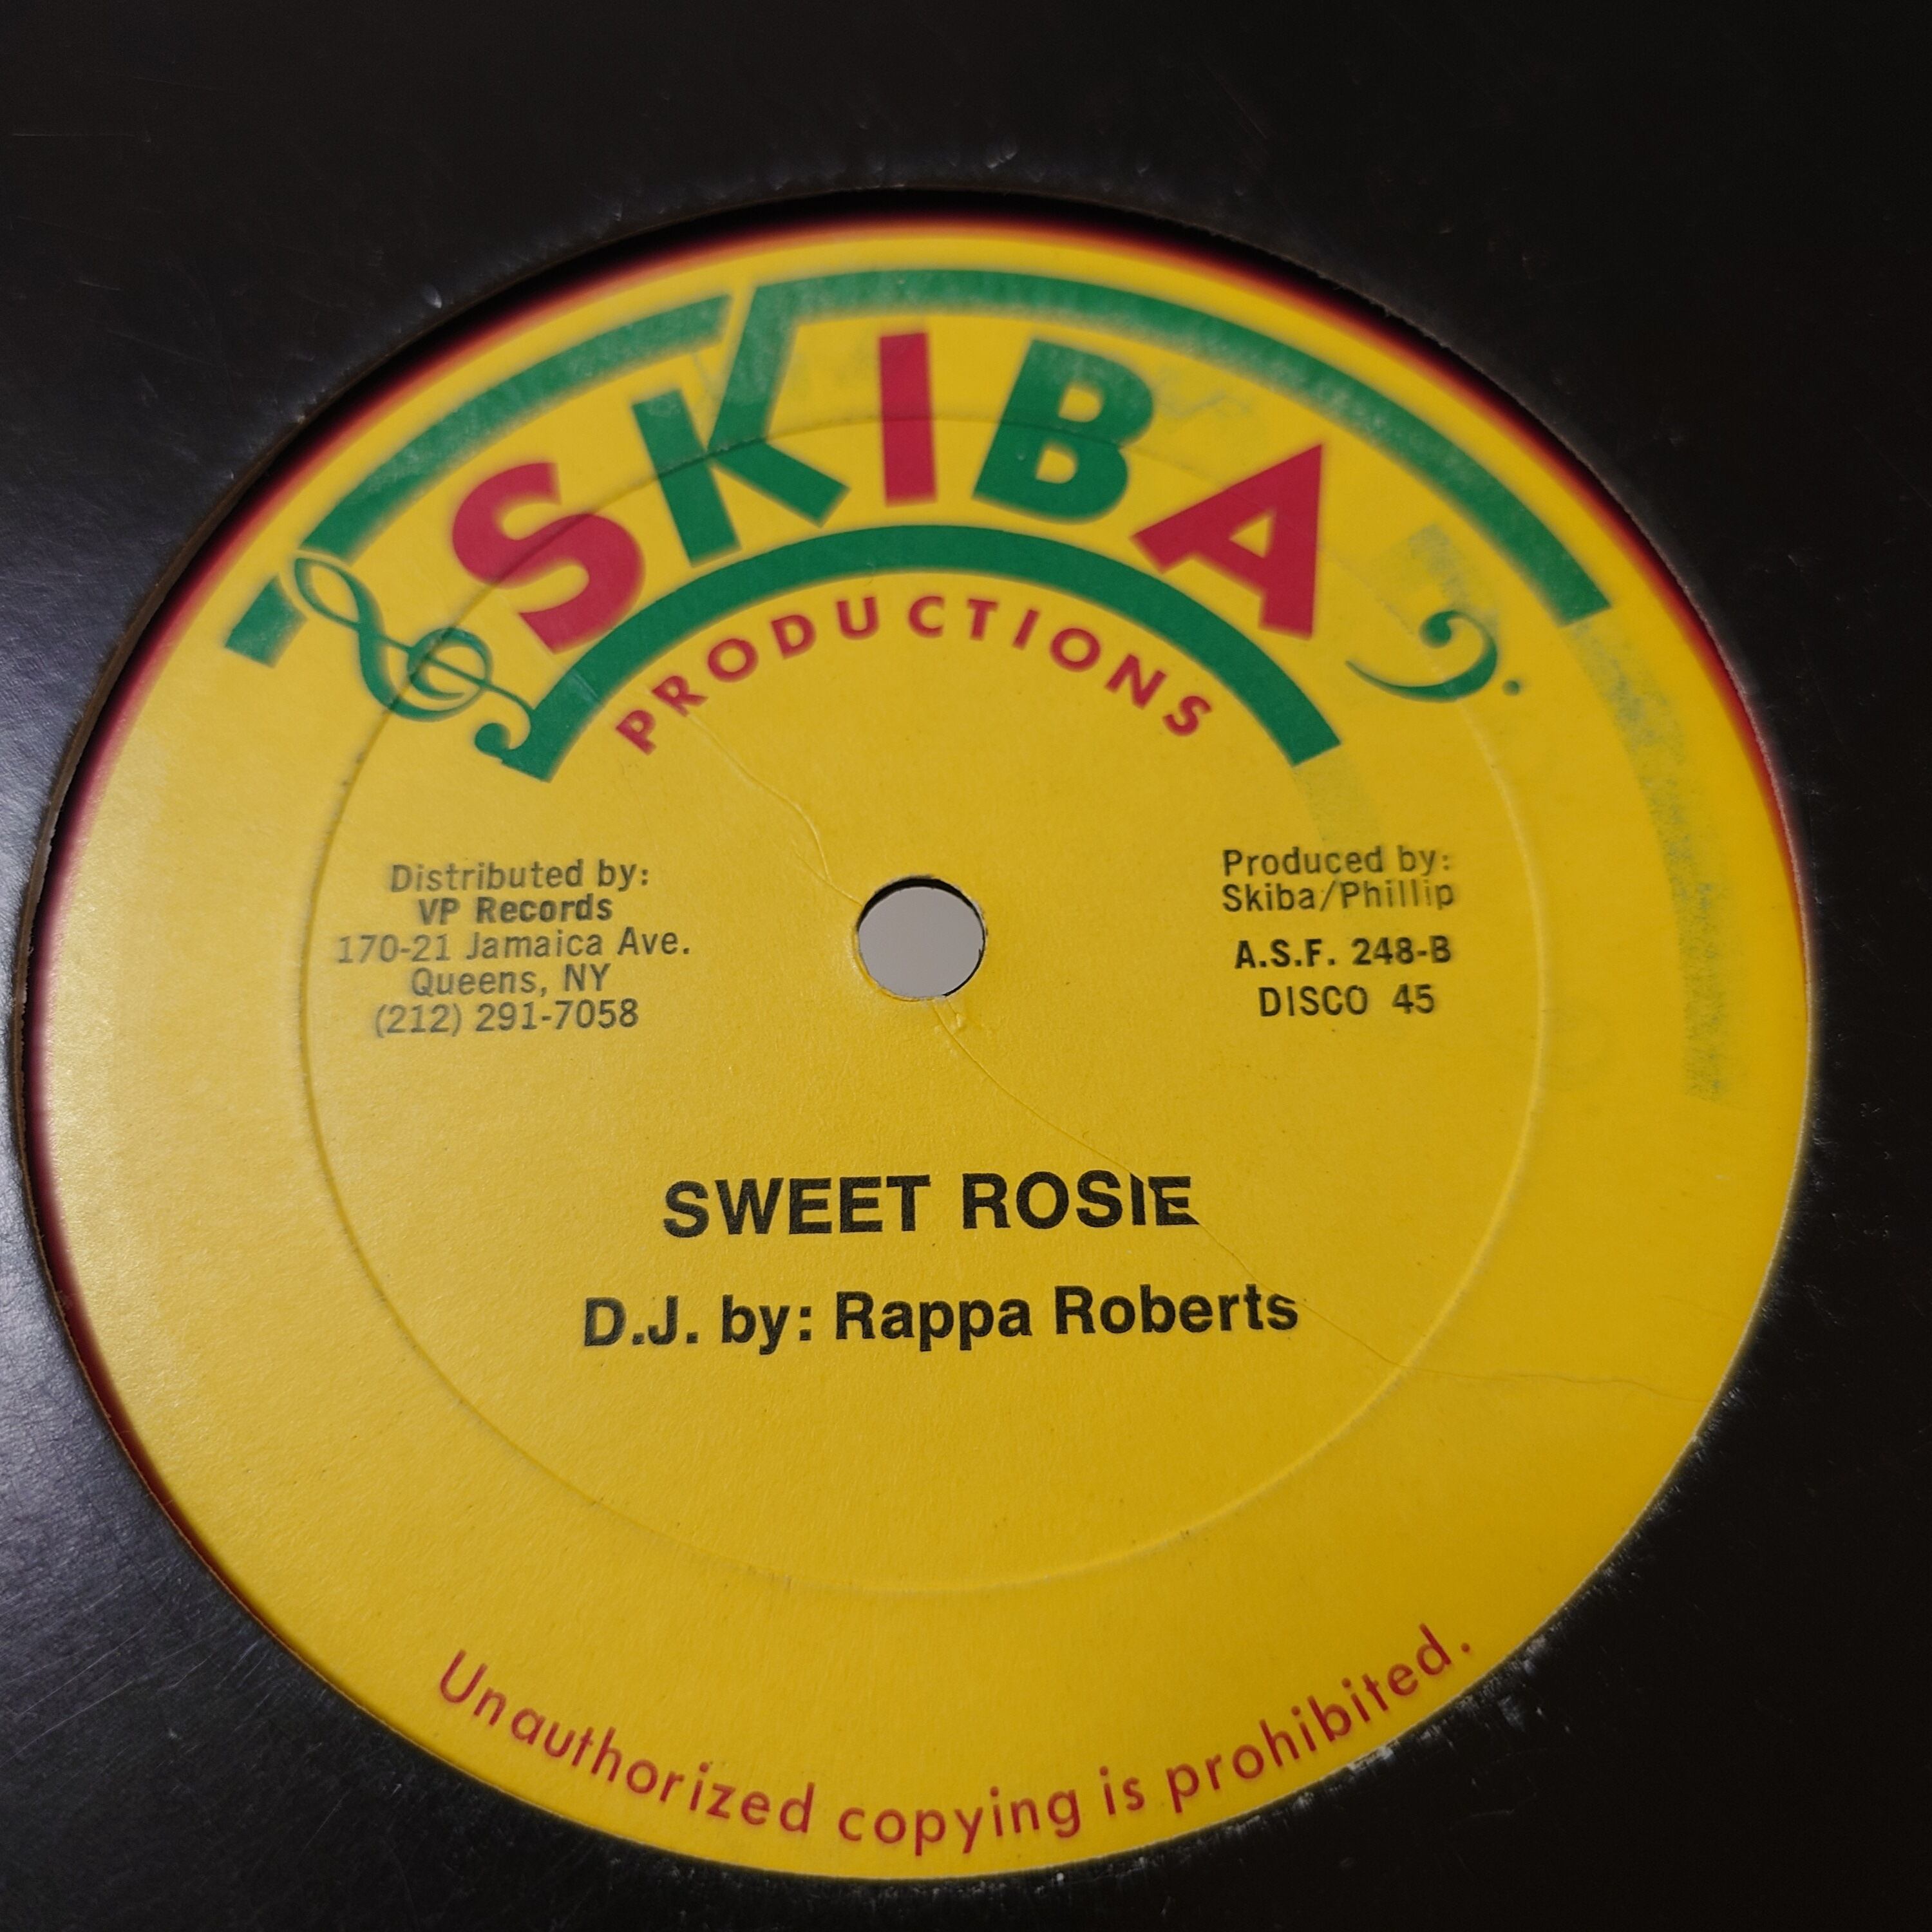 SKIBA
PRODUCTIONS
Distributed by:
VP Records
170-21 Jamaica Ave.
Queens, NY
(212) 291-7058
Produced by:
Skiba/Phillip
A.S.F. 248-B
DISCO 45
SWEET ROSIE
D.J. by: Rappa Roberts
Unauthorized copying is prohibited.